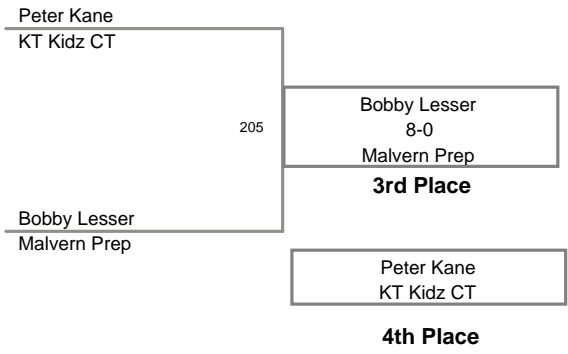 Peter Kane
KT Kidz CT
205
Bobby Lesser
8-0
Malvern Prep
3rd Place
Bobby Lesser
Malvern Prep
Peter Kane
KT Kidz CT
4th Place